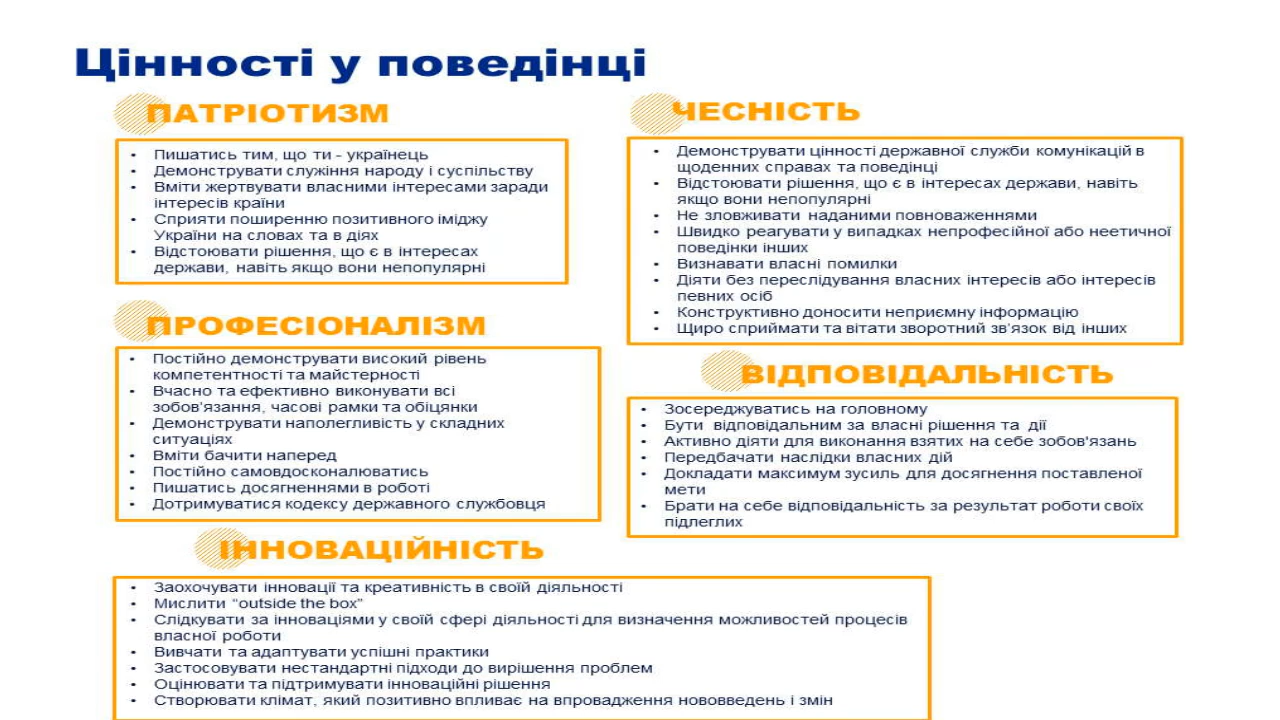 Цінності у поведінці
ПАТРІОТИЗМ
• Пишатись тим, що ти - українець
• Демонструвати служіння народу і суспільству
• Вміти жертвувати власними інтересами заради
інтересів країни
• Сприяти поширенню позитивного іміджу
України на словах та в діях
• Відстоювати рішення, що є в інтересах
держави, навіть якщо вони непопулярні
ЧЕСНІСТЬ
• Демонструвати цінності державної служби комунікацій в
щоденних справах та поведінці
• Відстоювати рішення, що є в інтересах держави, навіть
якщо вони непопулярні
• Не зловживати наданими повноваженнями
• Швидко реагувати у випадках непрофесійної або неетичної
поведінки інших
• Визнавати власні помилки
• Діяти без переслідування власних інтересів або інтересів
певних осіб
• Конструктивно доносити неприємну інформацію
• Щиро сприймати та вітати зворотний зв'язок від інших
ПРОФЕСІОНАЛІЗМ
• Постійно демонструвати високий рівень
компетентності та майстерності
• Вчасно та ефективно виконувати всі
зобов'язання, часові рамки та обіцянки
• Демонструвати наполегливість у складних
ситуаціях
• Вміти бачити наперед
• Постійно самовдосконалюватись
• Пишатись досягненнями в роботі
• Дотримуватися кодексу державного службовця
ВІДПОВІДАЛЬНІСТЬ
• Зосереджуватись на головному
• Бути відповідальним за власні рішення та дії
• Активно діяти для виконання взятих на себе зобов'язань
• Передбачати наслідки власних дій
• Докладати максимум зусиль для досягнення поставленої
мети
• Брати на себе відповідальність за результат роботи своїх
підлеглих
ІННОВАЦІЙНІСТЬ
• Заохочувати інновації та креативність в своїй діяльності
• Мислити “outside the box”
• Слідкувати за інноваціями у своїй сфері діяльності для визначення можливостей процесів
власної роботи
• Вивчати та адаптувати успішні практики
• Застосовувати нестандартні підходи до вирішення проблем
• Оцінювати та підтримувати інноваційні рішення
• Створювати клімат, який позитивно впливає на впровадження нововведень і змін